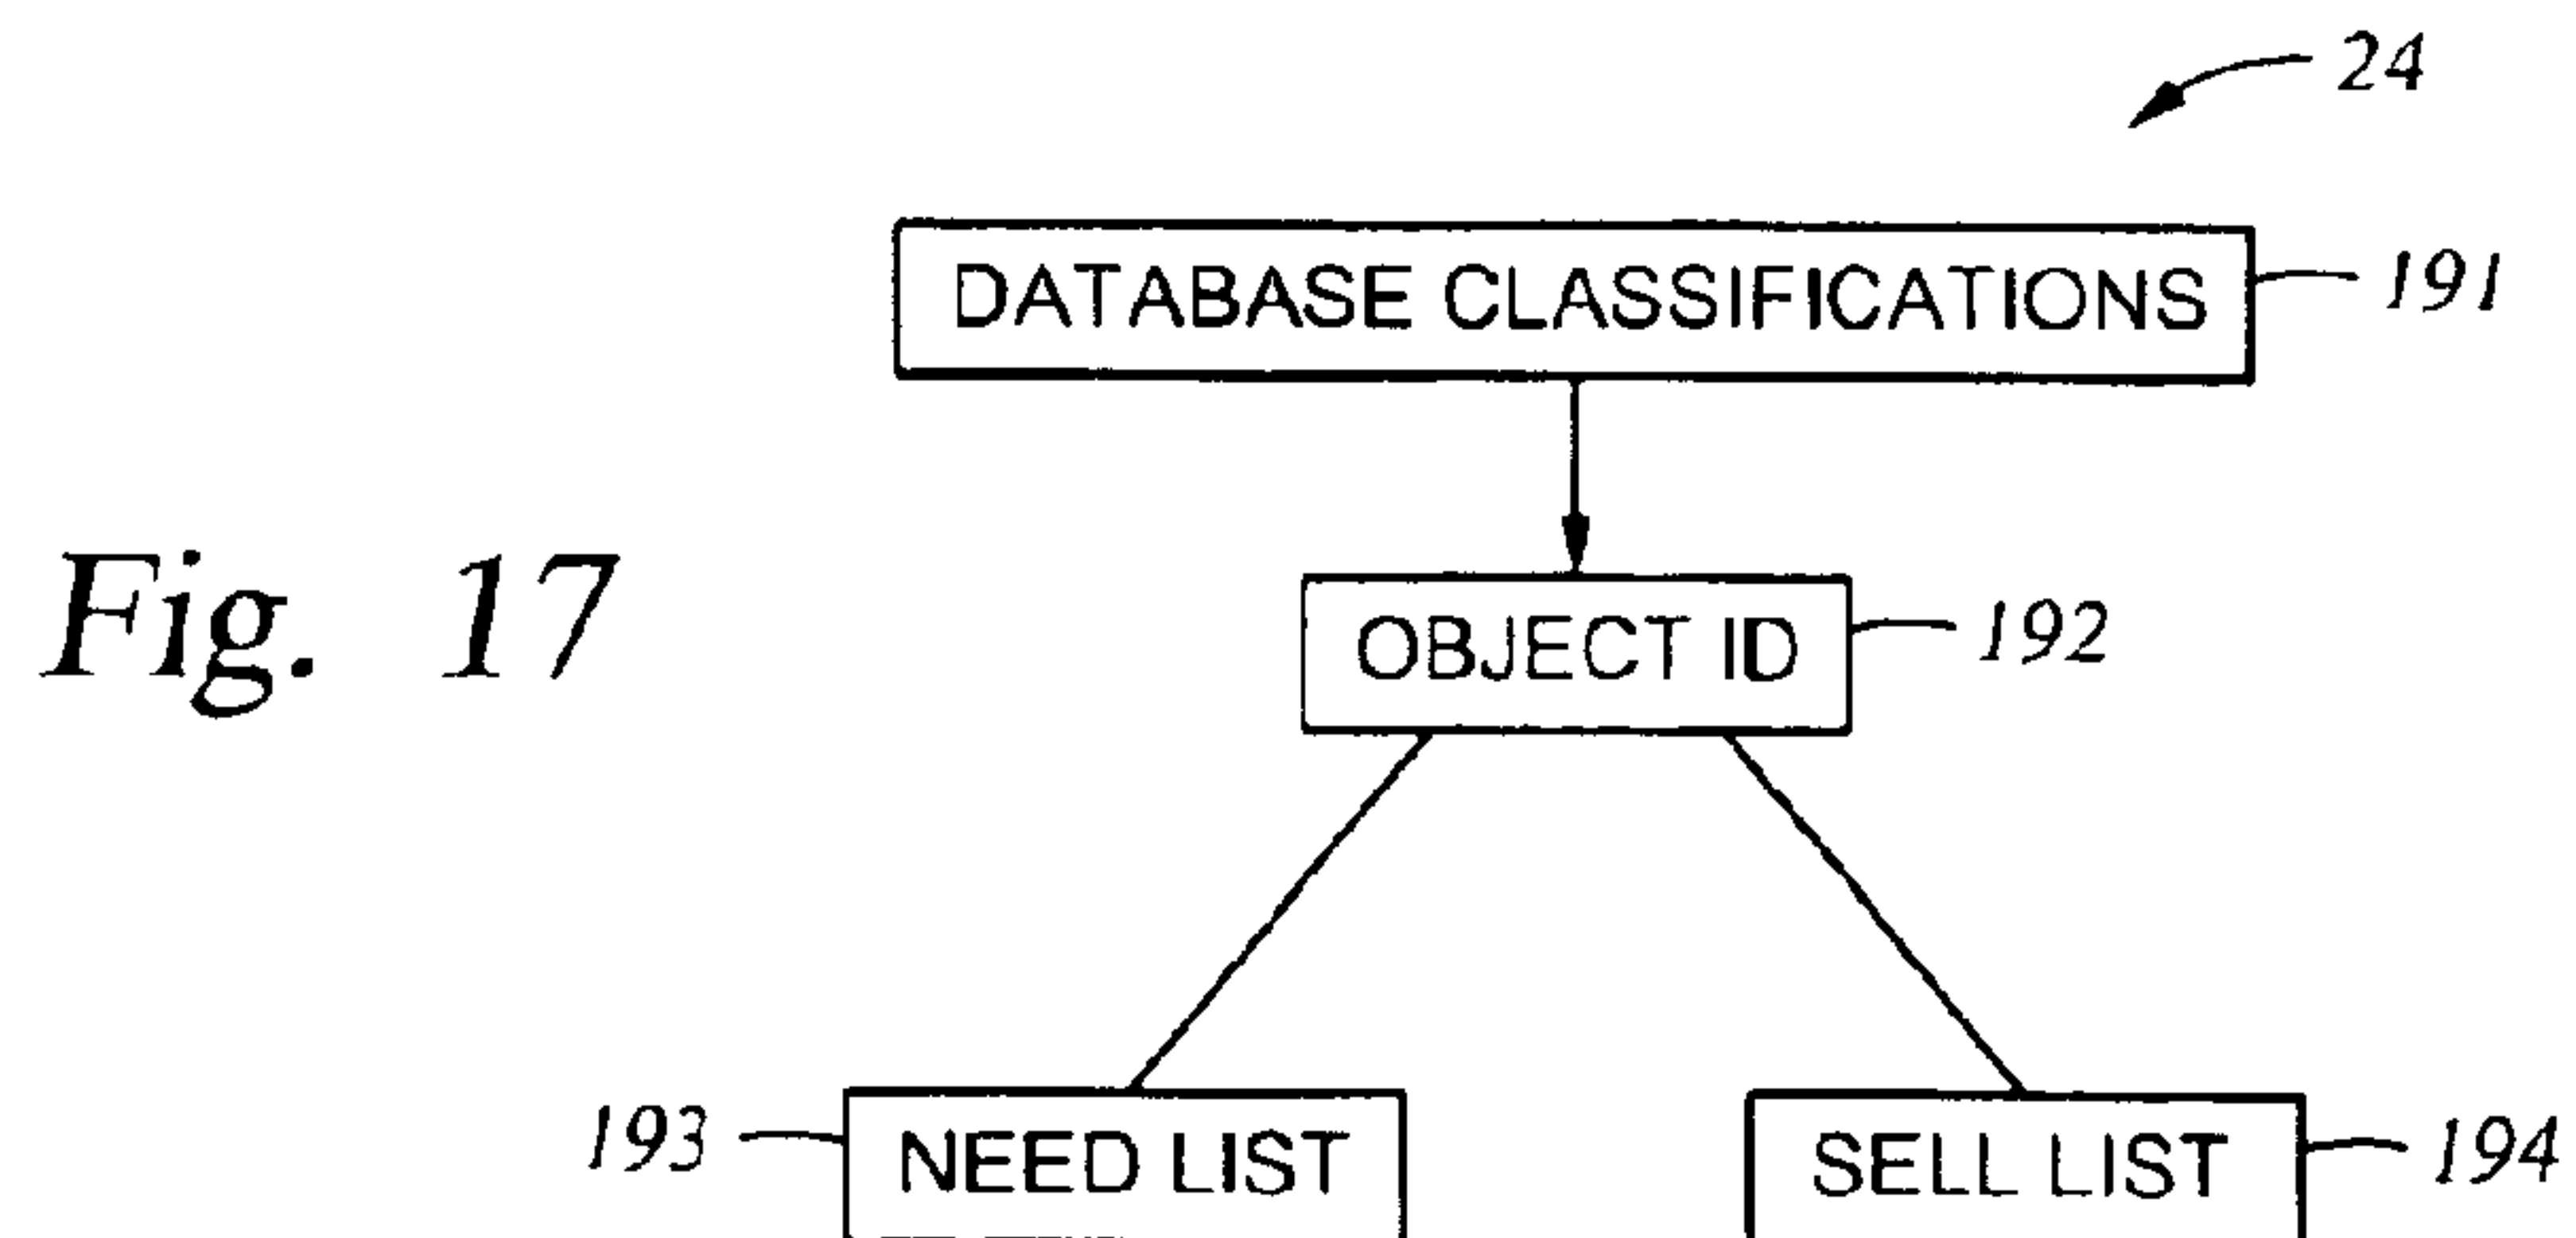 24
DATABASE CLASSIFICATIONS 191
Fig. 17
OBJECT ID 192
193 NEED LIST
SELL LIST 194